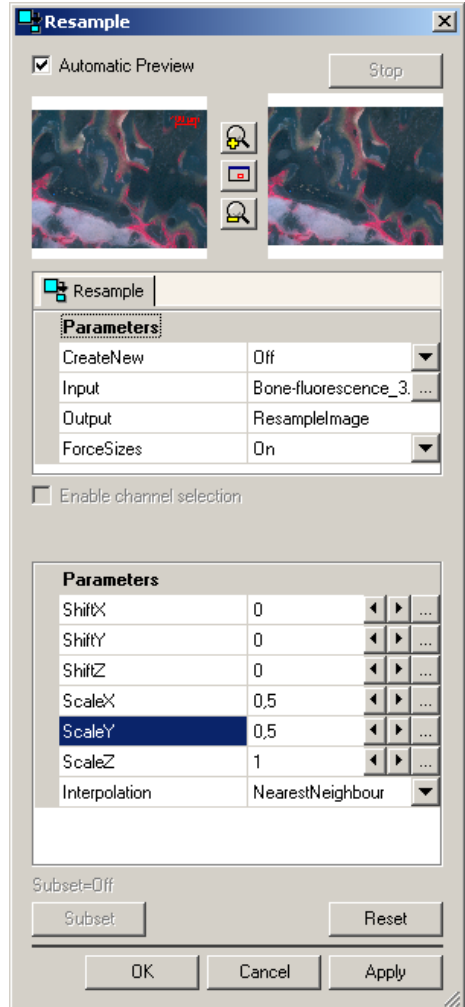 Resample
Automatic Preview
Stop
Resample
Parameters
CreateNew Off
Input Bone-fluorescence_3. ...
Output ResampleImage
ForceSizes On
Enable channel selection
Parameters
ShiftX 0 ...
ShiftY 0 ...
ShiftZ 0 ...
ScaleX 0,5 ...
ScaleY 0,5 ...
ScaleZ 1 ...
Interpolation NearestNeighbour
Subset=Off
Subset Reset
OK Cancel Apply